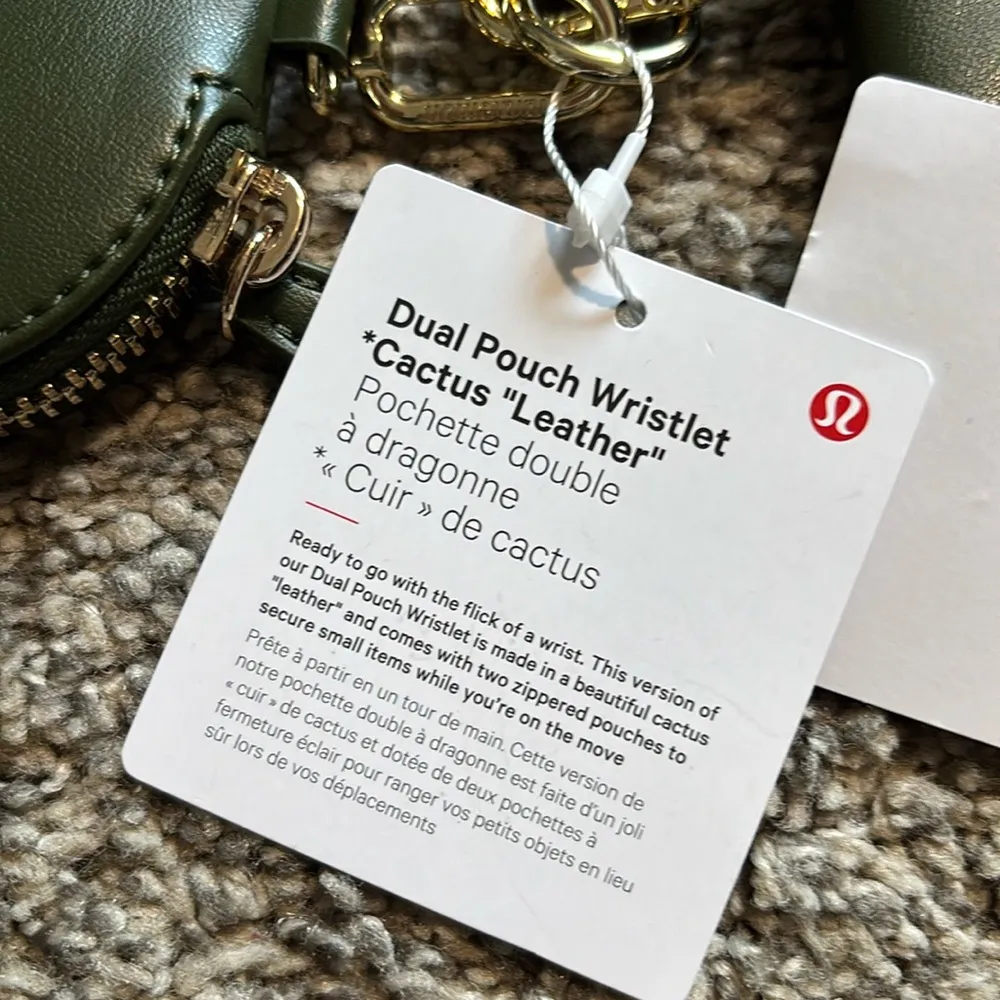 Dual Pouch Wristlet
*Cactus "Leather"
Pochette double
à dragonne
*« Cuir » de cactus
Ready to go with the flick of a wrist. This version of
our Dual Pouch Wristlet is made in a beautiful cactus
"leather" and comes with two zippered pouches to
secure small items while you're on the move
Prête à partir en un tour de main. Cette version de
notre pochette double à dragonne est faite d'un joli
« cuir » de cactus et dotée de deux pochettes à
fermeture éclair pour ranger vos petits objets en lieu
sûr lors de vos déplacements